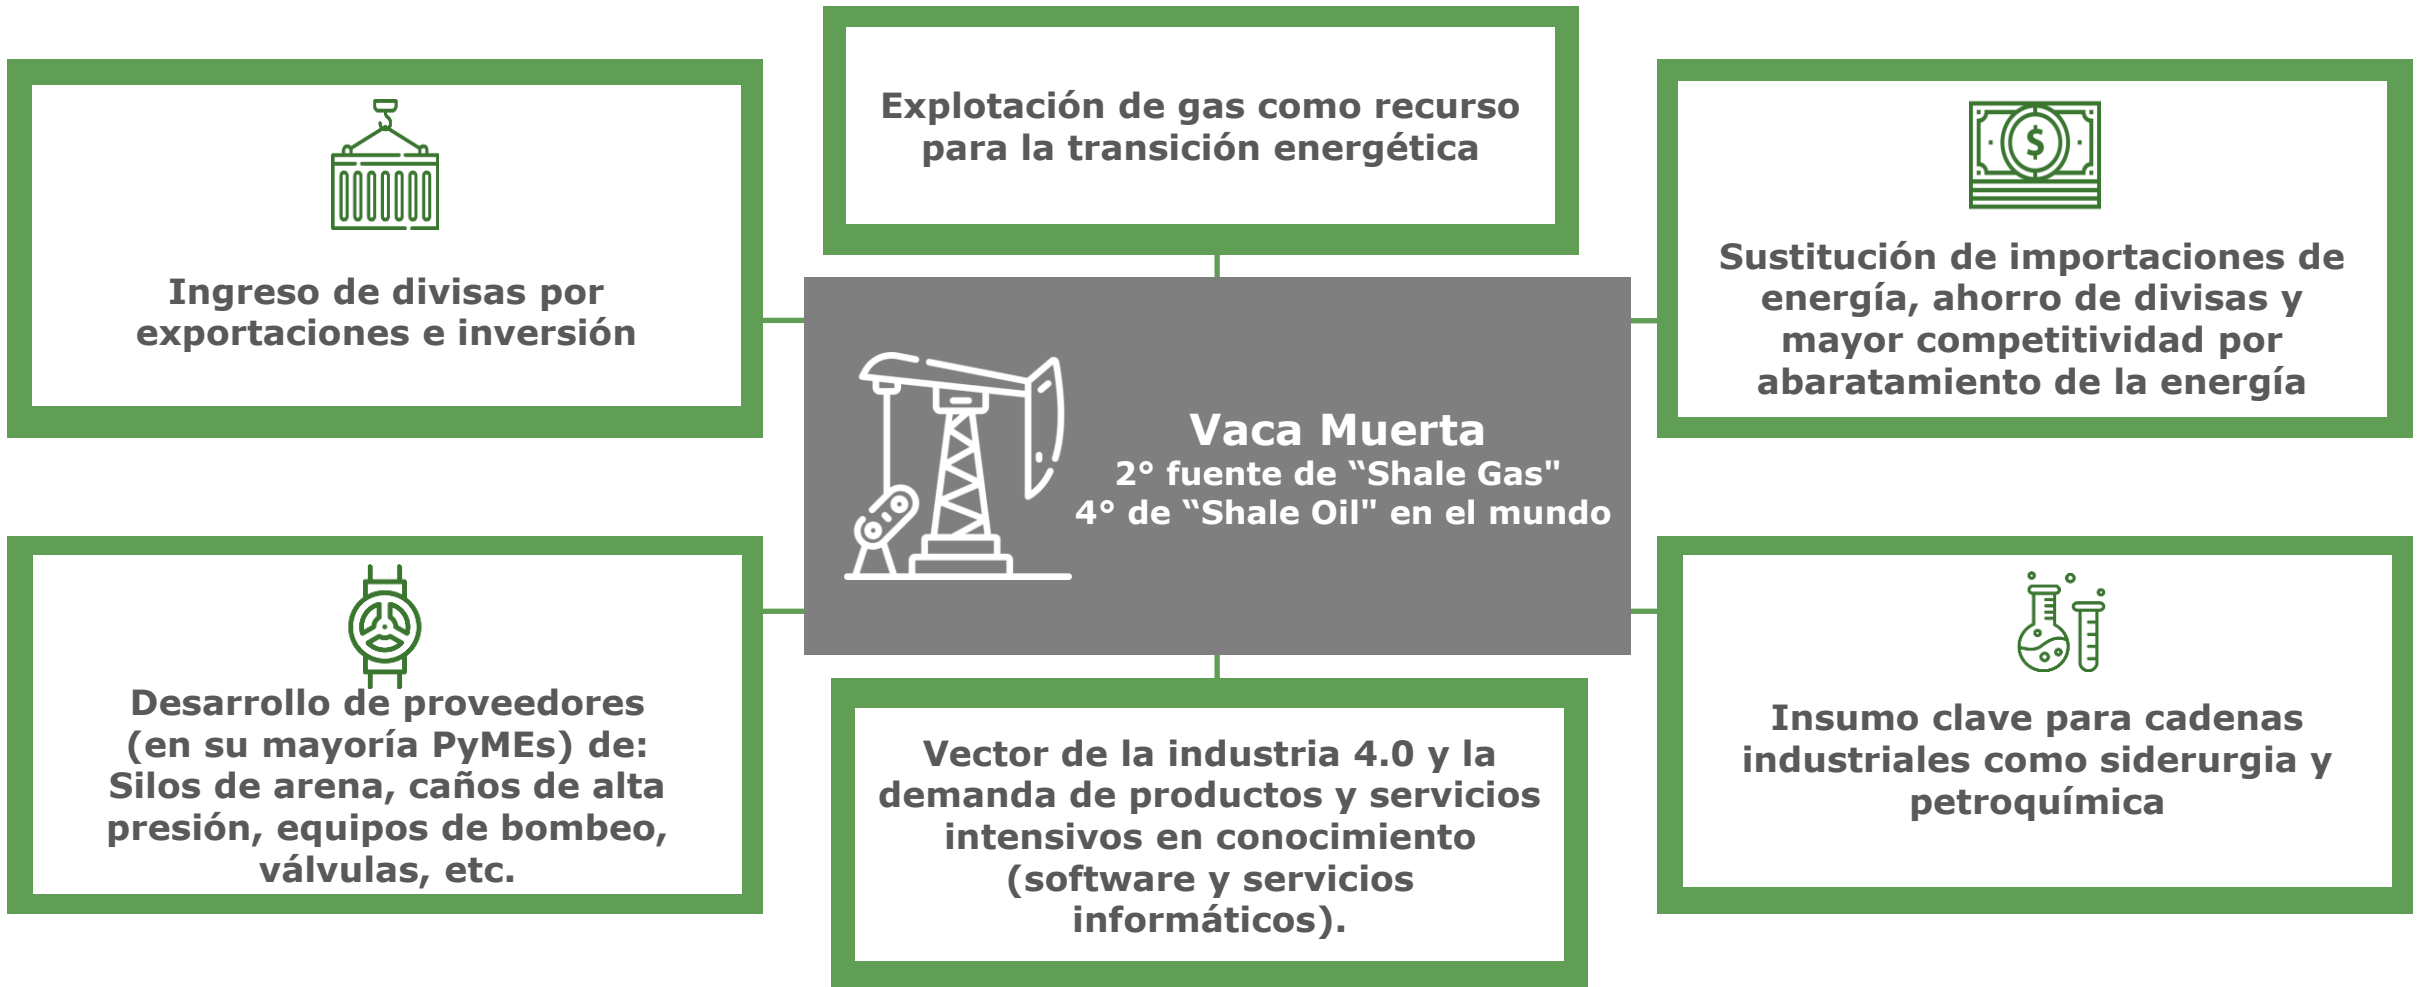 Explotación de gas como recurso
para la transición energética
Ingreso de divisas por
exportaciones e inversión
$
Sustitución de importaciones de
energía, ahorro de divisas y
mayor competitividad por
abaratamiento de la energía
Vaca Muerta
2° fuente de “Shale Gas"
4° de “Shale Oil" en el mundo
Desarrollo de proveedores
(en su mayoría PyMEs) de:
Silos de arena, caños de alta
presión, equipos de bombeo,
válvulas, etc.
Vector de la industria 4.0 y la
demanda de productos y servicios
intensivos en conocimiento
(software y servicios
informáticos).
Insumo clave para cadenas
industriales como siderurgia y
petroquímica